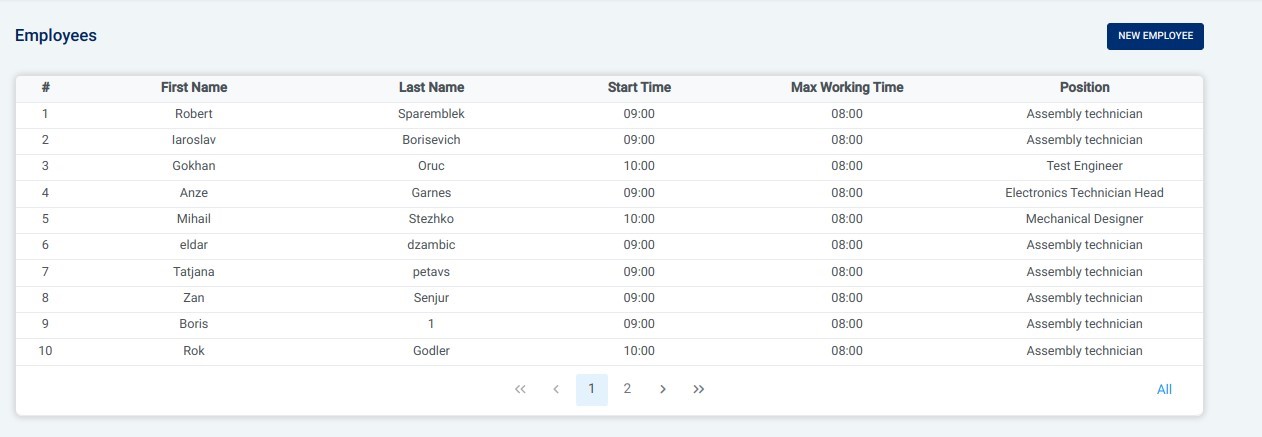 Employees
NEW EMPLOYEE
# First Name Last Name Start Time Max Working Time Position
1 Robert Sparemblek 09:00 08:00 Assembly technician
2 Iaroslav Borisevich 09:00 08:00 Assembly technician
3 Gokhan Oruc 10:00 08:00 Test Engineer
4 Anze Garnes 09:00 08:00 Electronics Technician Head
5 Mihail Stezhko 10:00 08:00 Mechanical Designer
6 eldar dzambic 09:00 08:00 Assembly technician
7 Tatjana petavs 09:00 08:00 Assembly technician
8 Zan Senjur 09:00 08:00 Assembly technician
9 Boris 1 09:00 08:00 Assembly technician
10 Rok Godler 10:00 08:00 Assembly technician
« ‹ 1 2 › » All